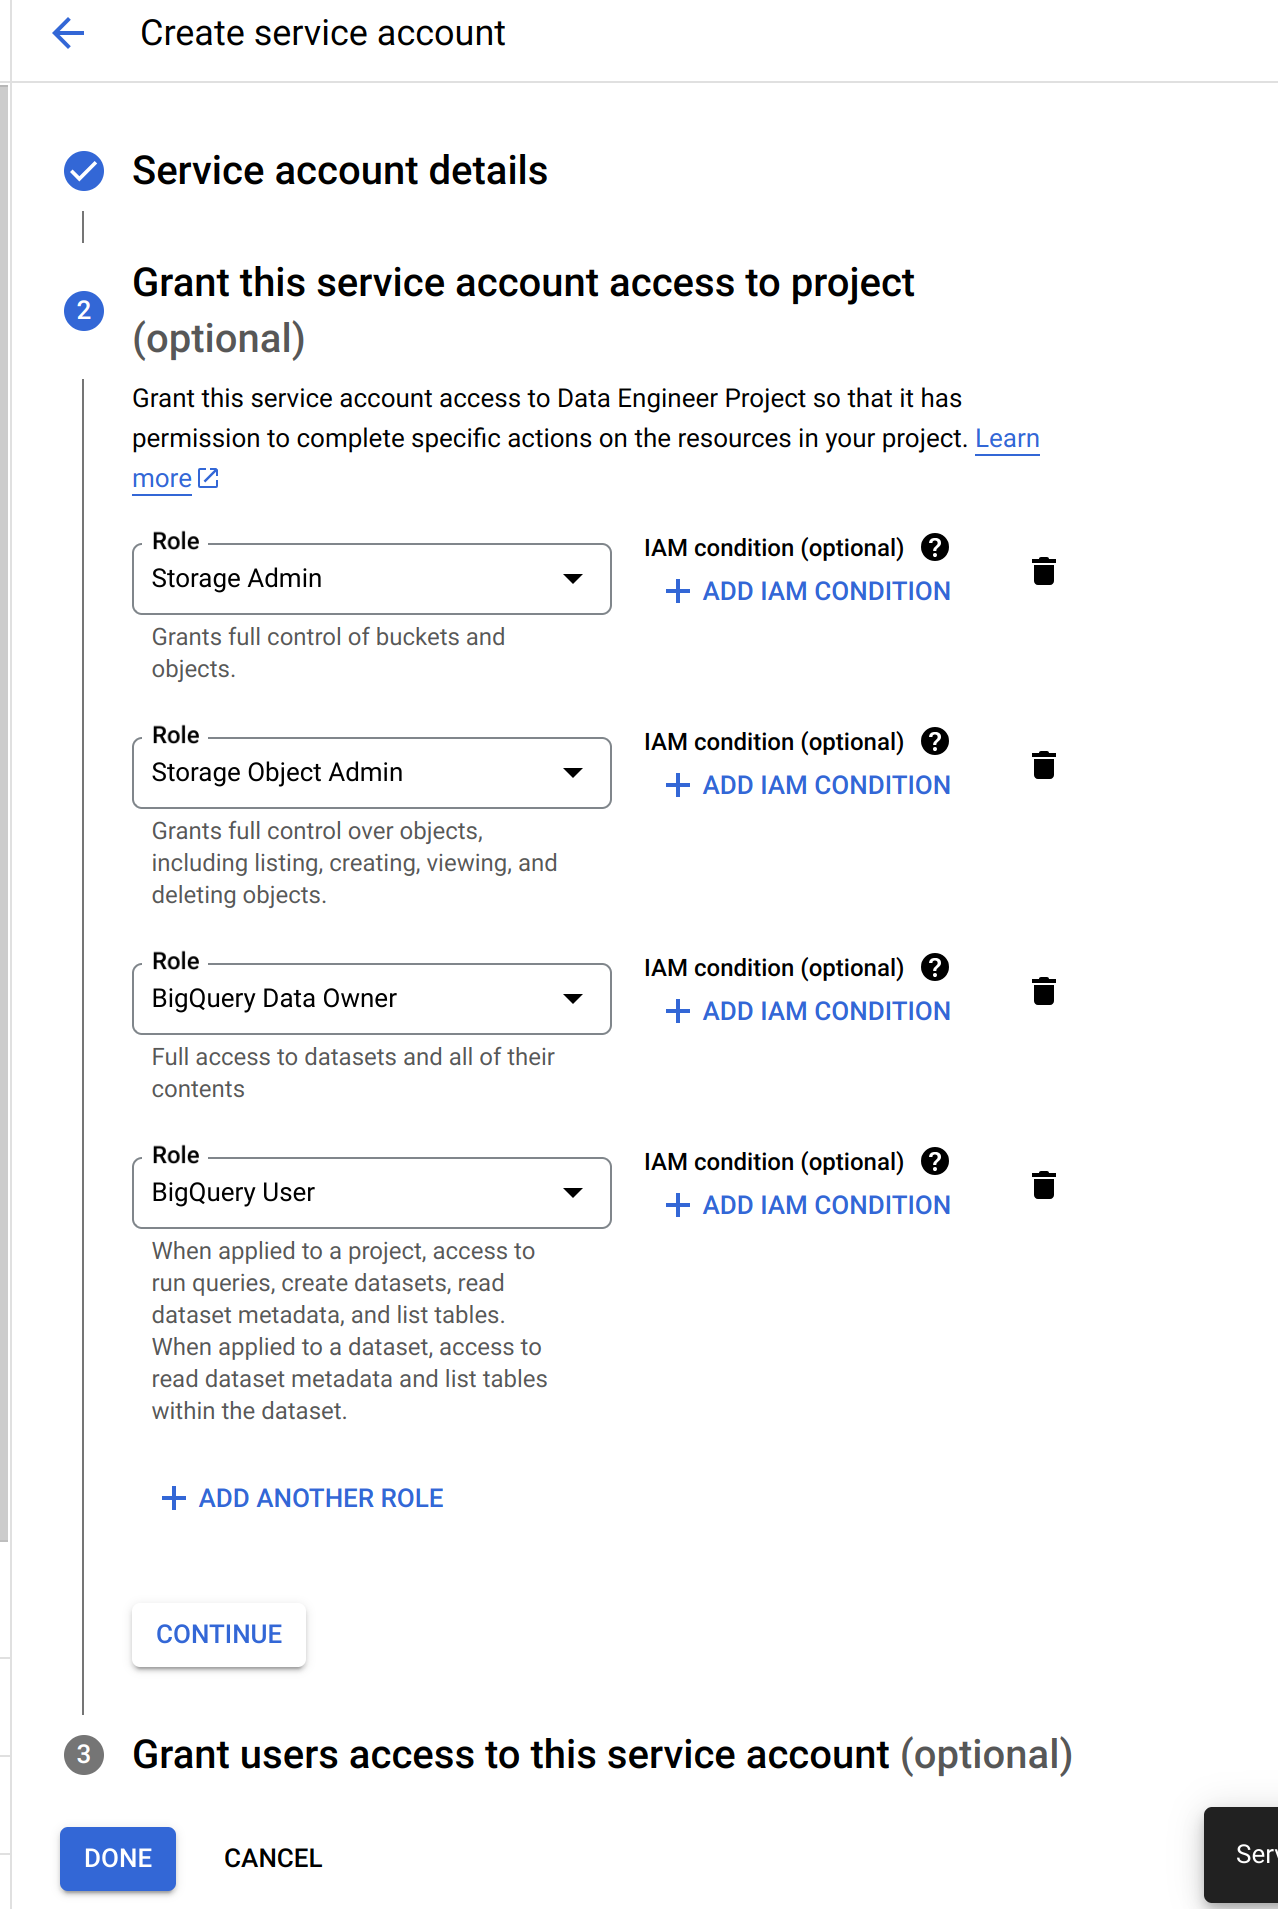 Create service account
Service account details
2
Grant this service account access to project
(optional)
Grant this service account access to Data Engineer Project so that it has
permission to complete specific actions on the resources in your project. Learn
more
Role
Storage Admin
IAM condition (optional)
ADD IAM CONDITION
Grants full control of buckets and
objects.
Role
Storage Object Admin
IAM condition (optional)
ADD IAM CONDITION
Grants full control over objects,
including listing, creating, viewing, and
deleting objects.
Role
BigQuery Data Owner
IAM condition (optional)
ADD IAM CONDITION
Full access to datasets and all of their
contents
Role
BigQuery User
IAM condition (optional)
ADD IAM CONDITION
When applied to a project, access to
run queries, create datasets, read
dataset metadata, and list tables.
When applied to a dataset, access to
read dataset metadata and list tables
within the dataset.
ADD ANOTHER ROLE
CONTINUE
3
Grant users access to this service account (optional)
DONE
CANCEL